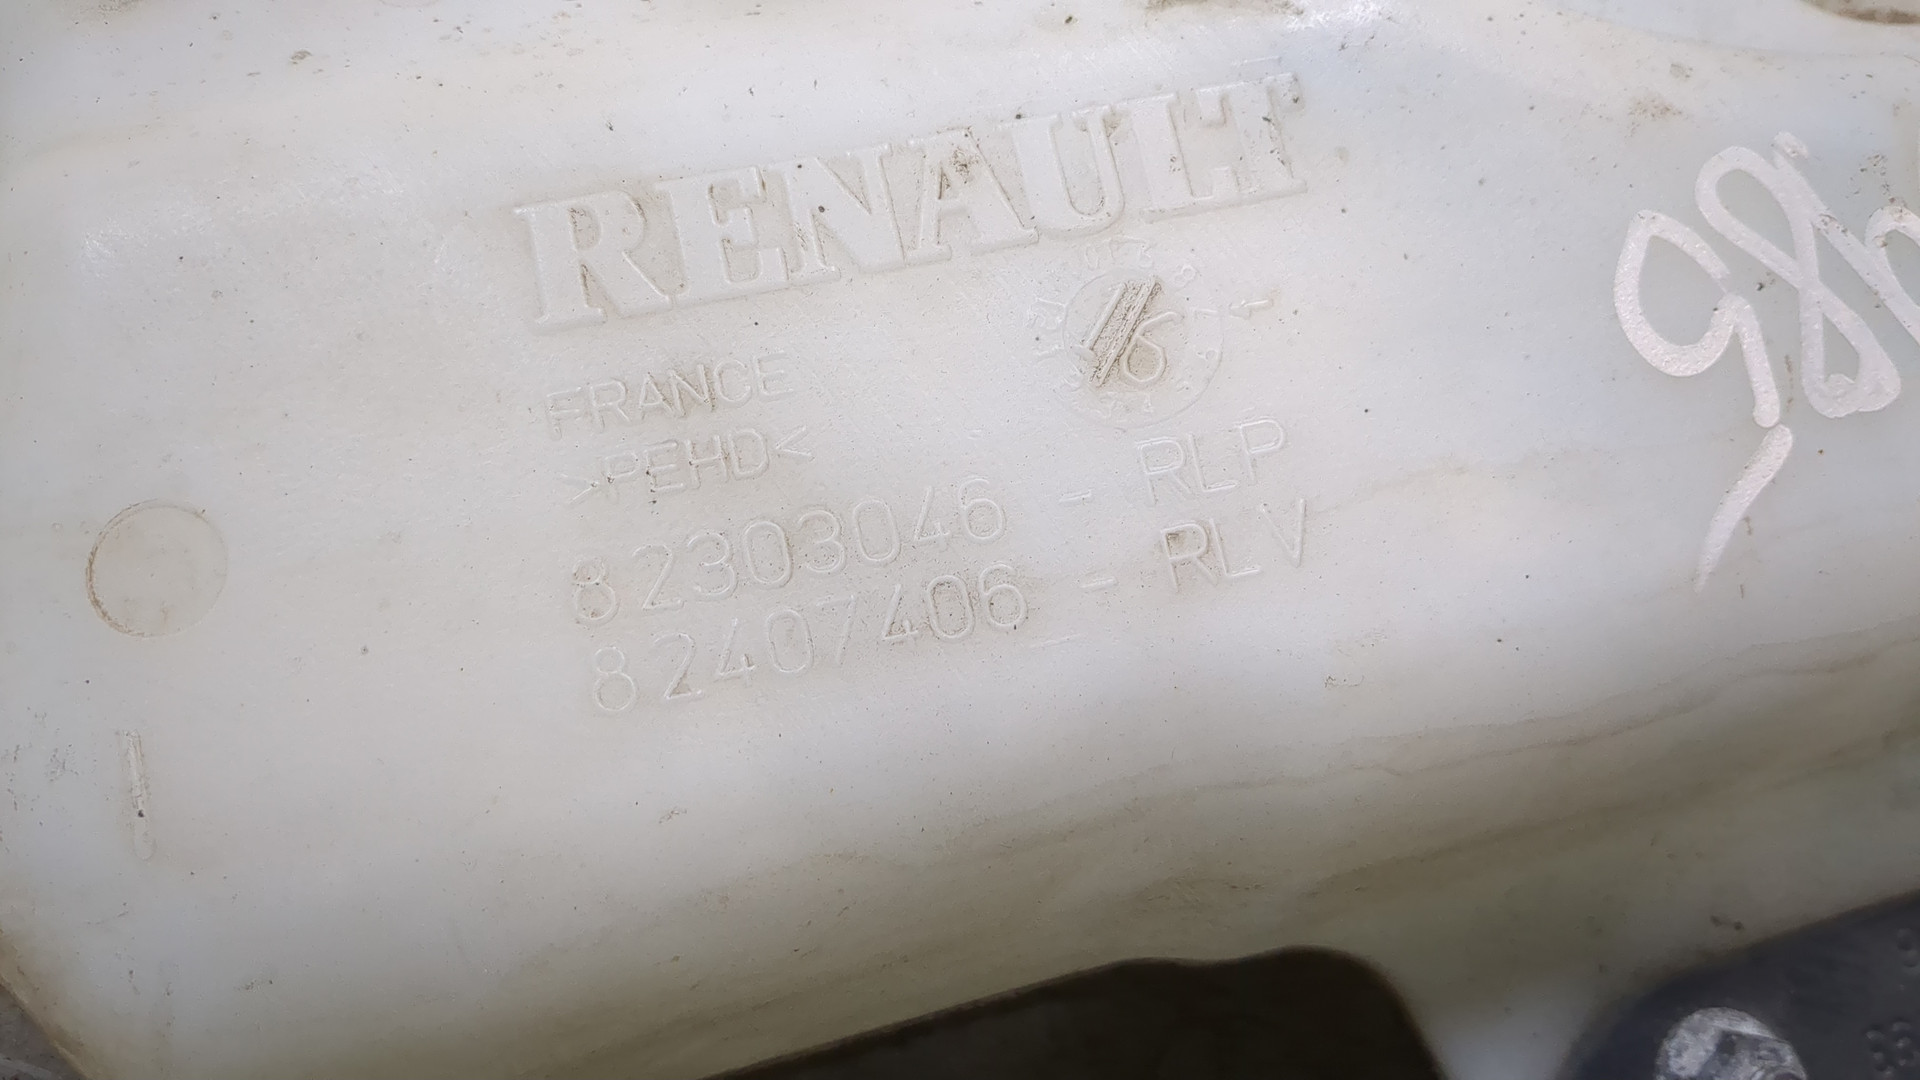 RENAULT
FRANCE
>PEHD<
82303046 - RLP
82407406 - RLV